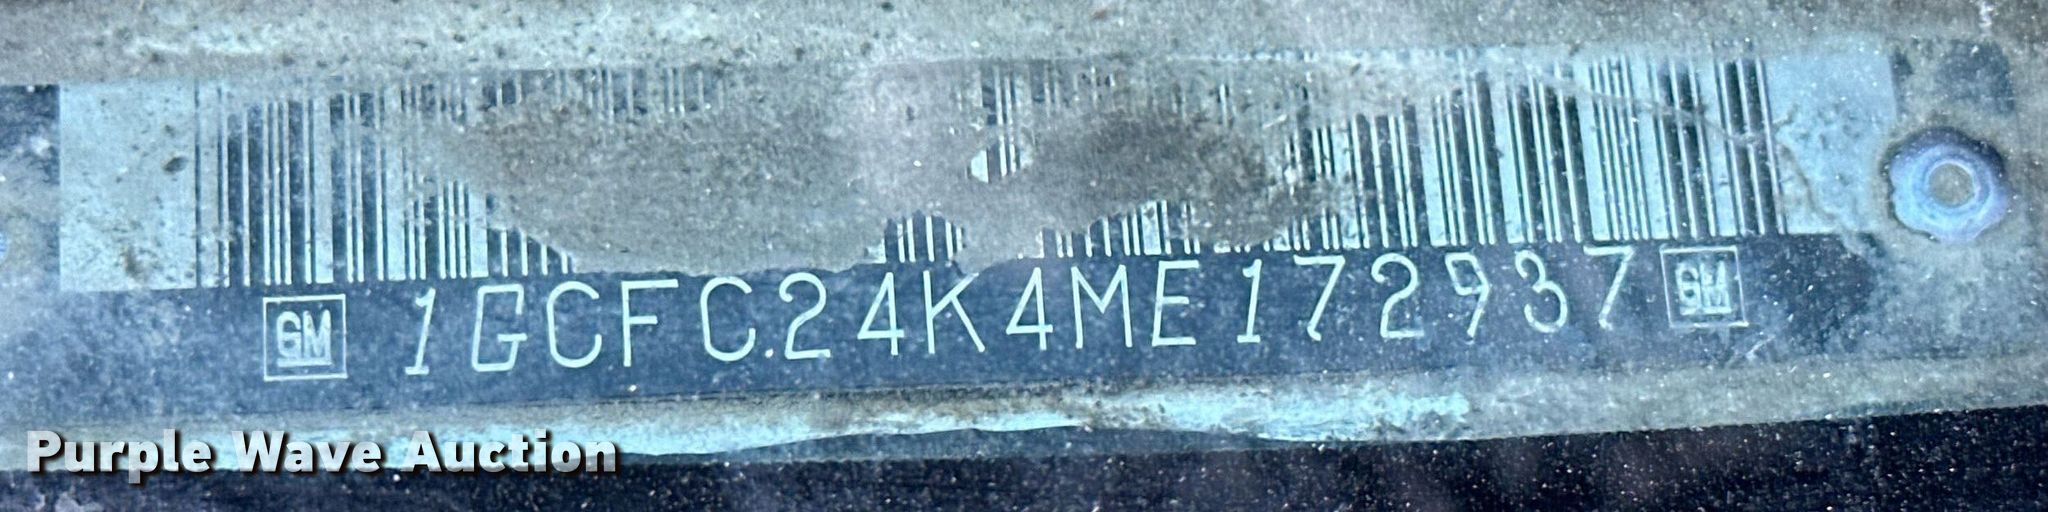 GM 1GCFC24K4ME172937 GM
Purple Wave Auction